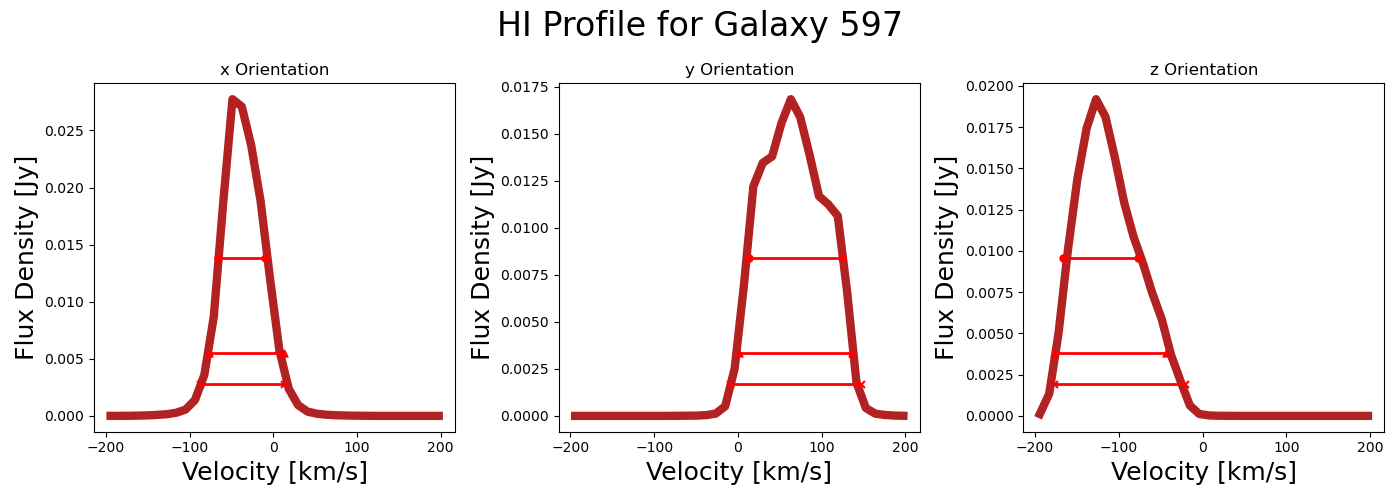 HI Profile for Galaxy 597
x Orientation
Flux Density [Jy]
0.025
0.020
0.015
0.010
0.005
0.000
−200 −100 0 100 200
Velocity [km/s]
y Orientation
Flux Density [Jy]
0.0175
0.0150
0.0125
0.0100
0.0075
0.0050
0.0025
0.0000
−200 −100 0 100 200
Velocity [km/s]
z Orientation
Flux Density [Jy]
0.0200
0.0175
0.0150
0.0125
0.0100
0.0075
0.0050
0.0025
0.0000
−200 −100 0 100 200
Velocity [km/s]